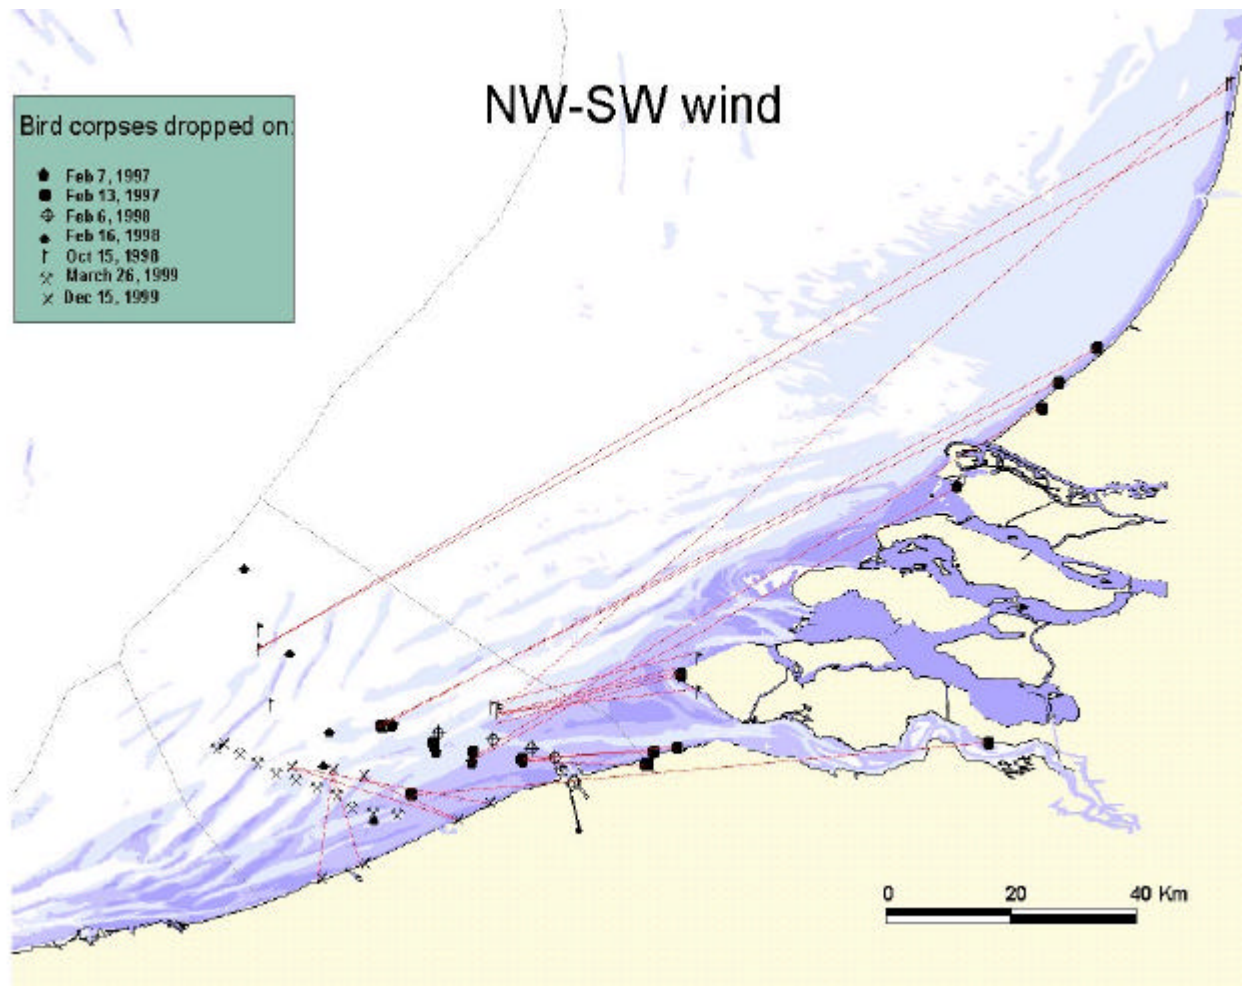 NW-SW wind
Bird corpses dropped on:
Feb 7, 1997
Feb 13, 1997
Feb 6, 1998
Feb 16, 1998
Oct 15, 1998
March 26, 1999
Dec 15, 1999
0 20 40 Km